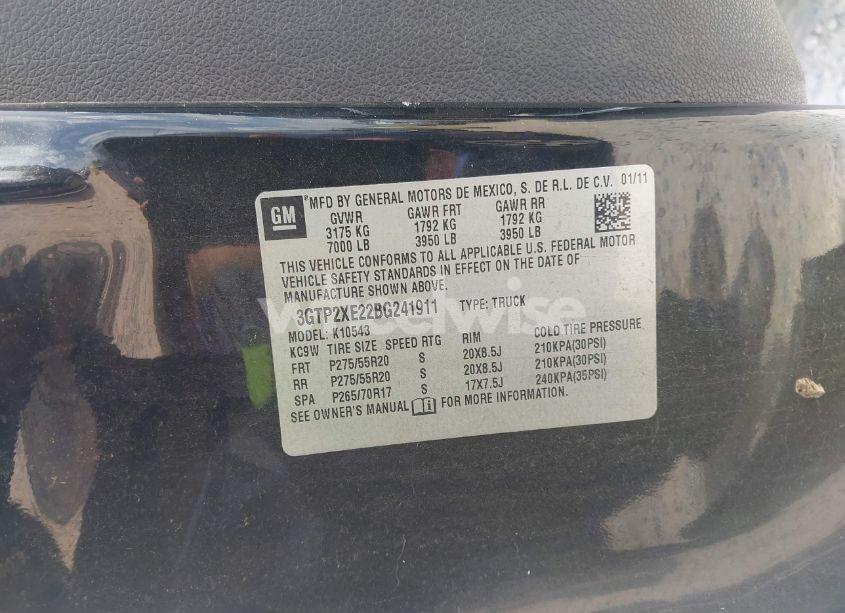 GM
MFD BY GENERAL MOTORS DE MEXICO, S. DE R.L. DE C.V. 01/11
GVWR GAWR FRT GAWR RR
3175 KG 1792 KG 1792 KG
7000 LB 3950 LB 3950 LB
THIS VEHICLE CONFORMS TO ALL APPLICABLE U.S. FEDERAL MOTOR
VEHICLE SAFETY STANDARDS IN EFFECT ON THE DATE OF
MANUFACTURE SHOWN ABOVE.
3GTP2XE22BG241911 TYPE: TRUCK
MODEL: K10543
KC9W TIRE SIZE SPEED RTG RIM COLD TIRE PRESSURE
FRT P275/55R20 S 20X8.5J 210KPA(30PSI)
RR P275/55R20 S 20X8.5J 210KPA(30PSI)
SPA P265/70R17 S 17X7.5J 240KPA(35PSI)
SEE OWNER'S MANUAL FOR MORE INFORMATION.